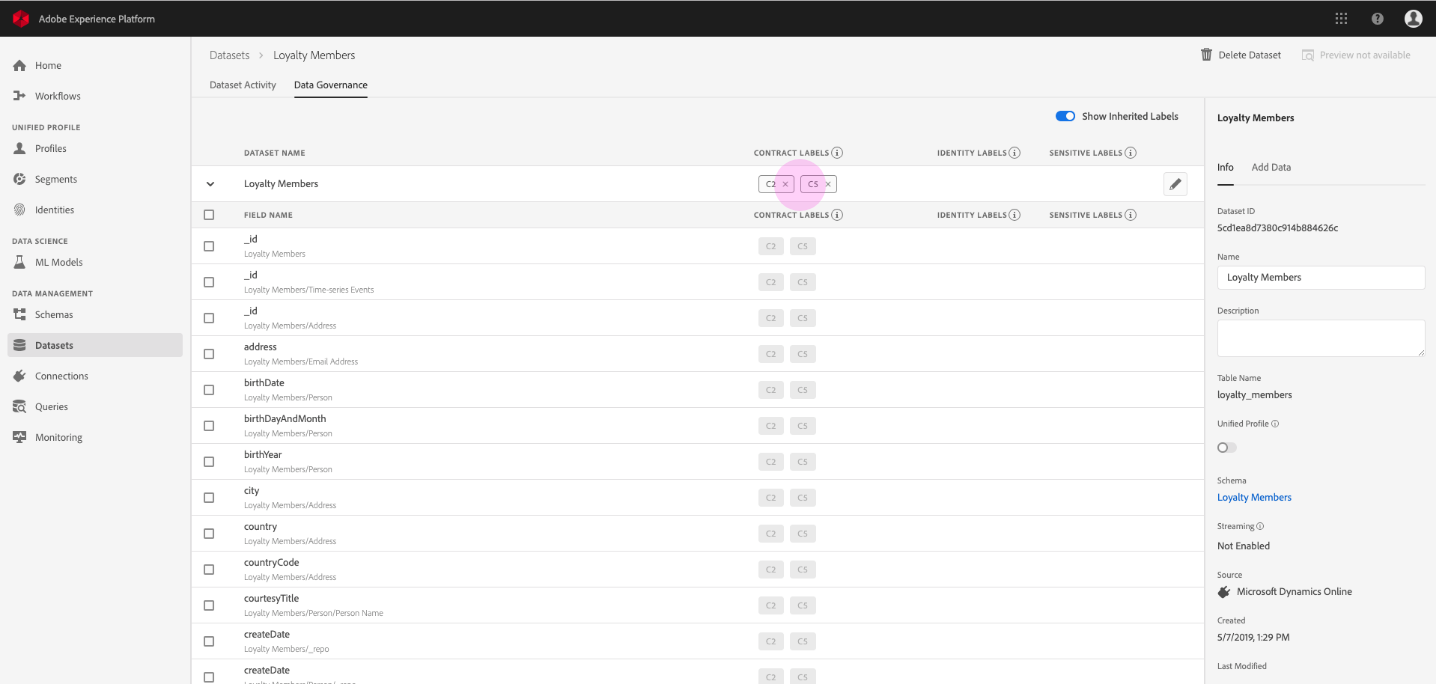 Adobe Experience Platform
Home
Workflows
UNIFIED PROFILE
Profiles
Segments
Identities
DATA SCIENCE
ML Models
DATA MANAGEMENT
Schemas
Datasets
Connections
Queries
Monitoring
Datasets > Loyalty Members
Delete Dataset
Preview not available
Dataset Activity
Data Governance
Show Inherited Labels
DATASET NAME CONTRACT LABELS IDENTITY LABELS SENSITIVE LABELS
Loyalty Members C2 × C5 ×
FIELD NAME CONTRACT LABELS IDENTITY LABELS SENSITIVE LABELS
_id C2 C5
Loyalty Members
_id C2 C5
Loyalty Members/Time-series Events
_id C2 C5
Loyalty Members/Address
address C2 C5
Loyalty Members/Email Address
birthDate C2 C5
Loyalty Members/Person
birthDayAndMonth C2 C5
Loyalty Members/Person
birthYear C2 C5
Loyalty Members/Person
city C2 C5
Loyalty Members/Address
country C2 C5
Loyalty Members/Address
countryCode C2 C5
Loyalty Members/Address
courtesyTitle C2 C5
Loyalty Members/Person/Person Name
createDate C2 C5
Loyalty Members/_repo
createDate C2 C5
Loyalty Members
Info Add Data
Dataset ID
5cd1ea8d7380c914b884626c
Name
Loyalty Members
Description
Table Name
loyalty_members
Unified Profile
Schema
Loyalty Members
Streaming
Not Enabled
Source
Microsoft Dynamics Online
Created
5/7/2019, 1:29 PM
Last Modified